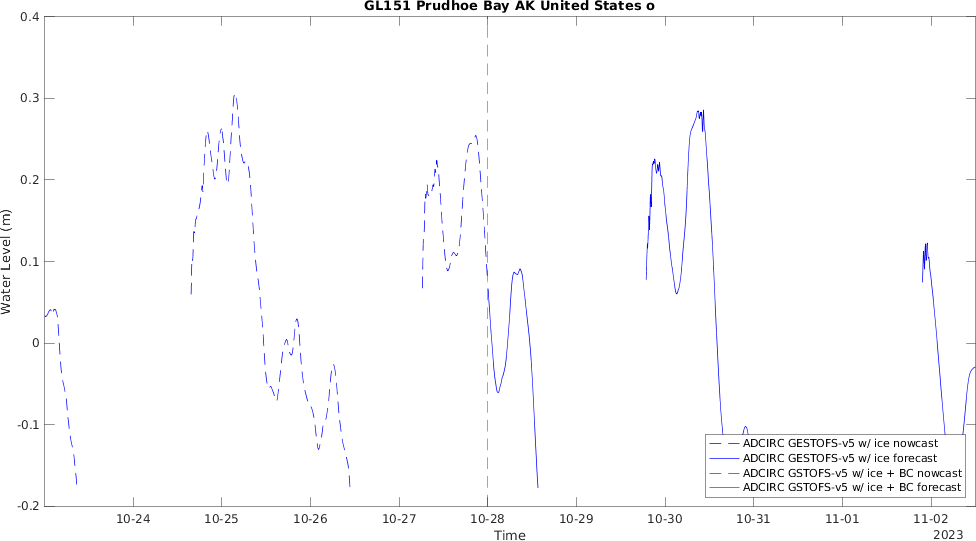 GL151 Prudhoe Bay AK United States o
0.4
0.3
0.2
0.1
0
-0.1
-0.2
Water Level (m)
10-24
10-25
10-26
10-27
10-28
10-29
10-30
10-31
11-01
11-02
2023
Time
ADCIRC GESTOFS-v5 w/ ice nowcast
ADCIRC GESTOFS-v5 w/ ice forecast
ADCIRC GSTOFS-v5 w/ ice + BC nowcast
ADCIRC GSTOFS-v5 w/ ice + BC forecast